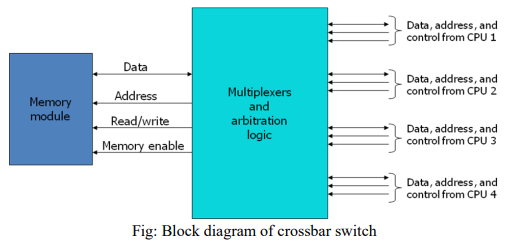 Memory
module
Data
Address
Read/write
Memory enable
Multiplexers
and
arbitration
logic
Data, address, and
control from CPU 1
Data, address, and
control from CPU 2
Data, address, and
control from CPU 3
Data, address, and
control from CPU 4
Fig: Block diagram of crossbar switch